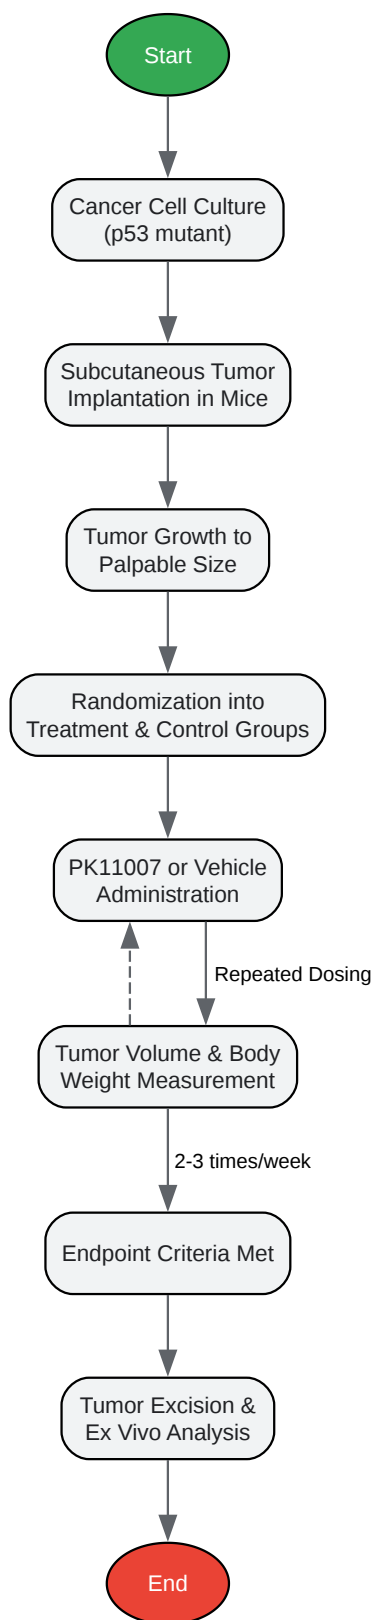 Start
Cancer Cell Culture
(p53 mutant)
Subcutaneous Tumor
Implantation in Mice
Tumor Growth to
Palpable Size
Randomization into
Treatment & Control Groups
PK11007 or Vehicle
Administration
Repeated Dosing
Tumor Volume & Body
Weight Measurement
2-3 times/week
Endpoint Criteria Met
Tumor Excision &
Ex Vivo Analysis
End